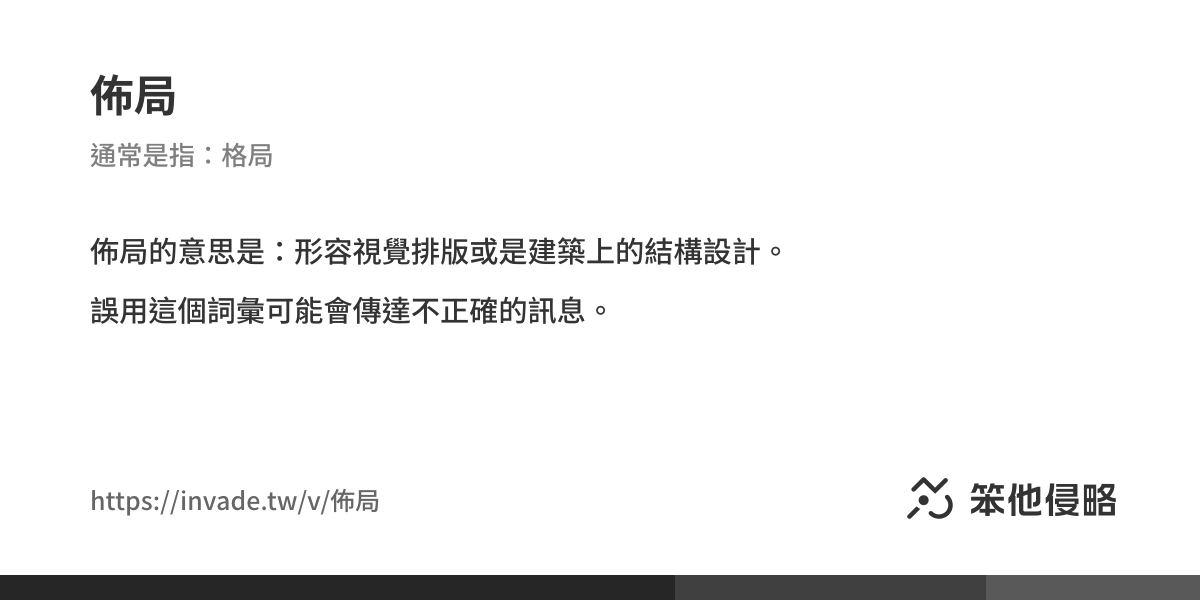 佈局
通常是指：格局
佈局的意思是：形容視覺排版或是建築上的結構設計。
誤用這個詞彙可能會傳達不正確的訊息。
https://invade.tw/v/佈局
笨他侵略